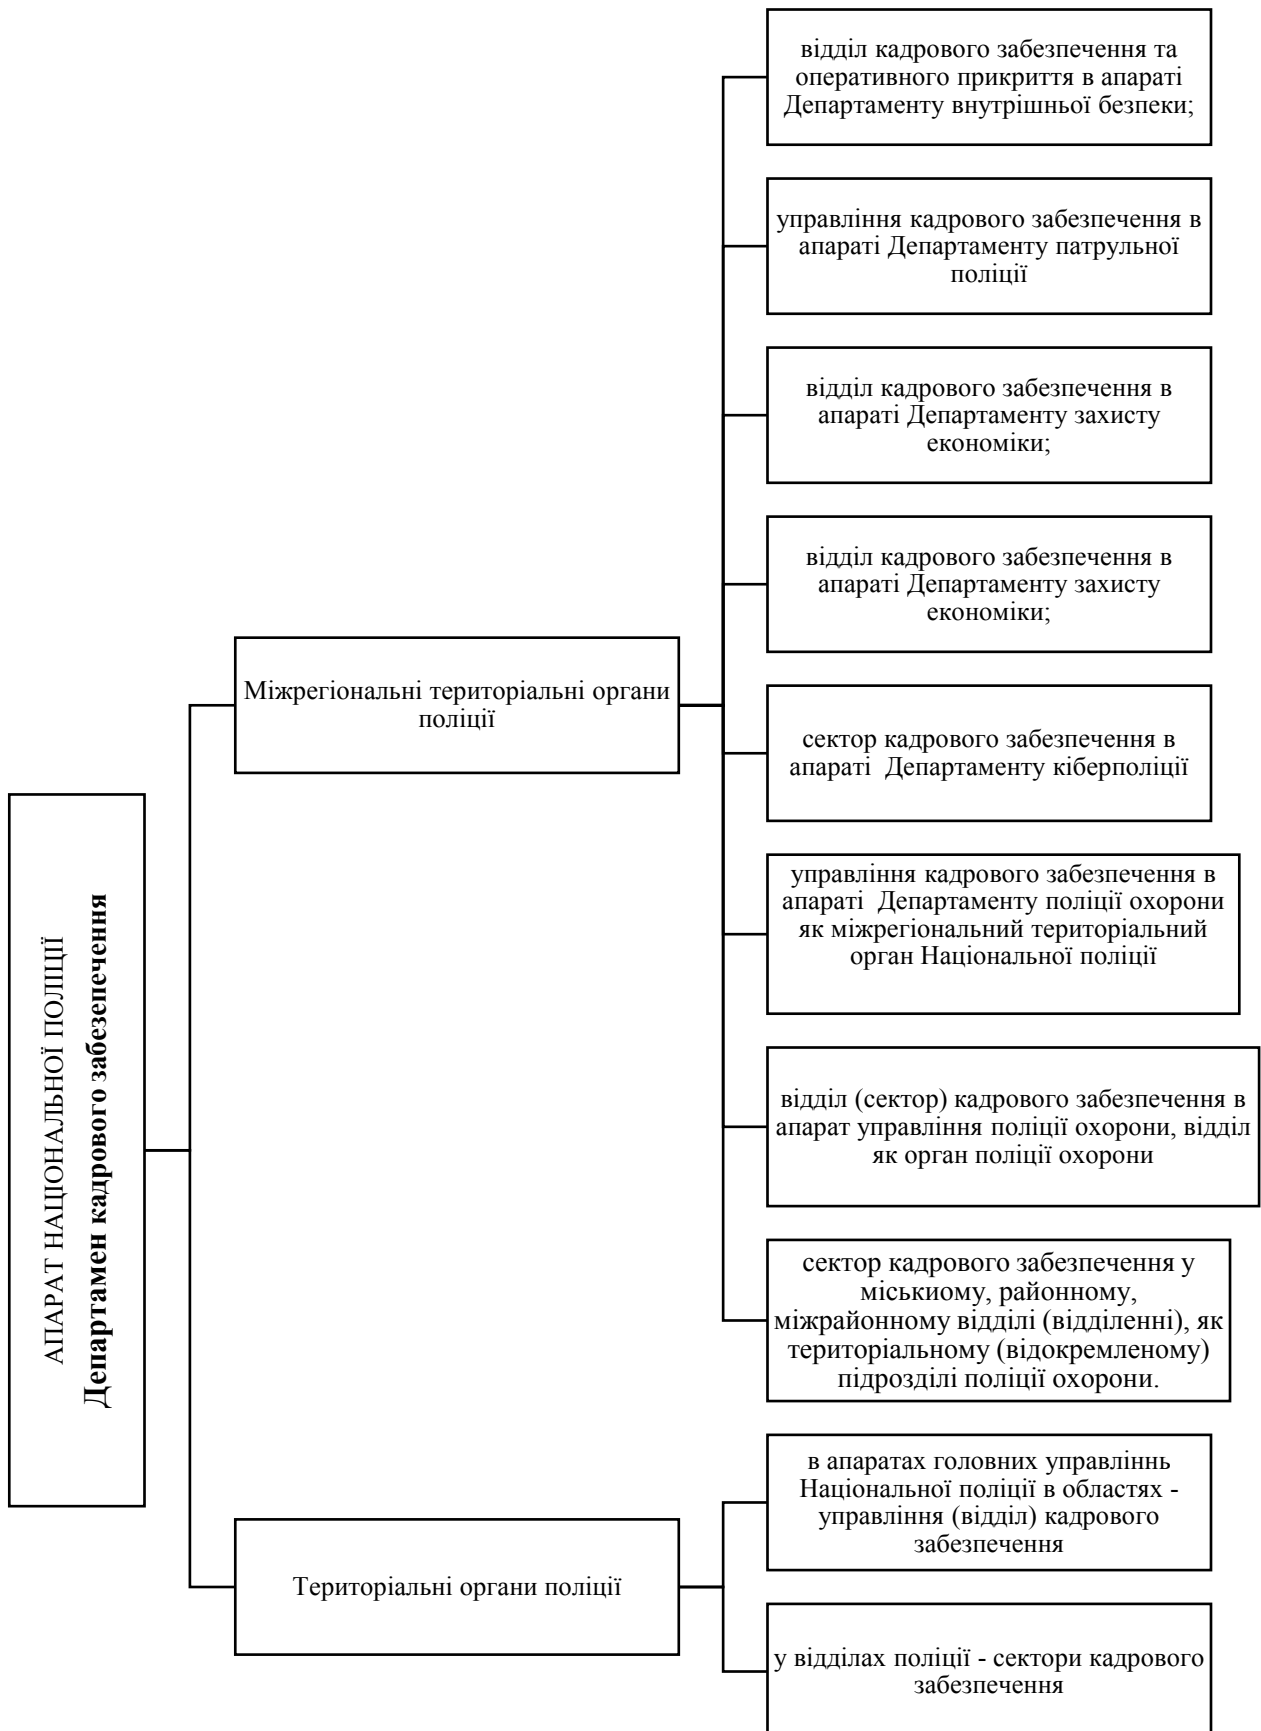 відділ кадрового забезпечення та
оперативного прикриття в апараті
Департаменту внутрішньої безпеки;
управління кадрового забезпечення в
апараті Департаменту патрульної
поліції
відділ кадрового забезпечення в
апараті Департаменту захисту
економіки;
відділ кадрового забезпечення в
апараті Департаменту захисту
економіки;
Міжрегіональні територіальні органи
поліції
сектор кадрового забезпечення в
апараті  Департаменту кіберполіції
АПАРАТ НАЦІОНАЛЬНОЇ ПОЛІЦІЇ
Департамен кадрового забезепечення
управління кадрового забезпечення в
апараті  Департаменту поліції охорони
як міжрегіональний територіальний
орган Національної поліції
відділ (сектор) кадрового забезпечення в
апарат управління поліції охорони, відділ
як орган поліції охорони
сектор кадрового забезпечення у
міськиому, районному,
міжрайонному відділі (відділенні), як
територіальному (відокремленому)
підрозділі поліції охорони.
Територіальні органи поліції
в апаратах головних управліннь
Національної поліції в областях -
управління (відділ) кадрового
забезпечення
у відділах поліції - сектори кадрового
забезпечення